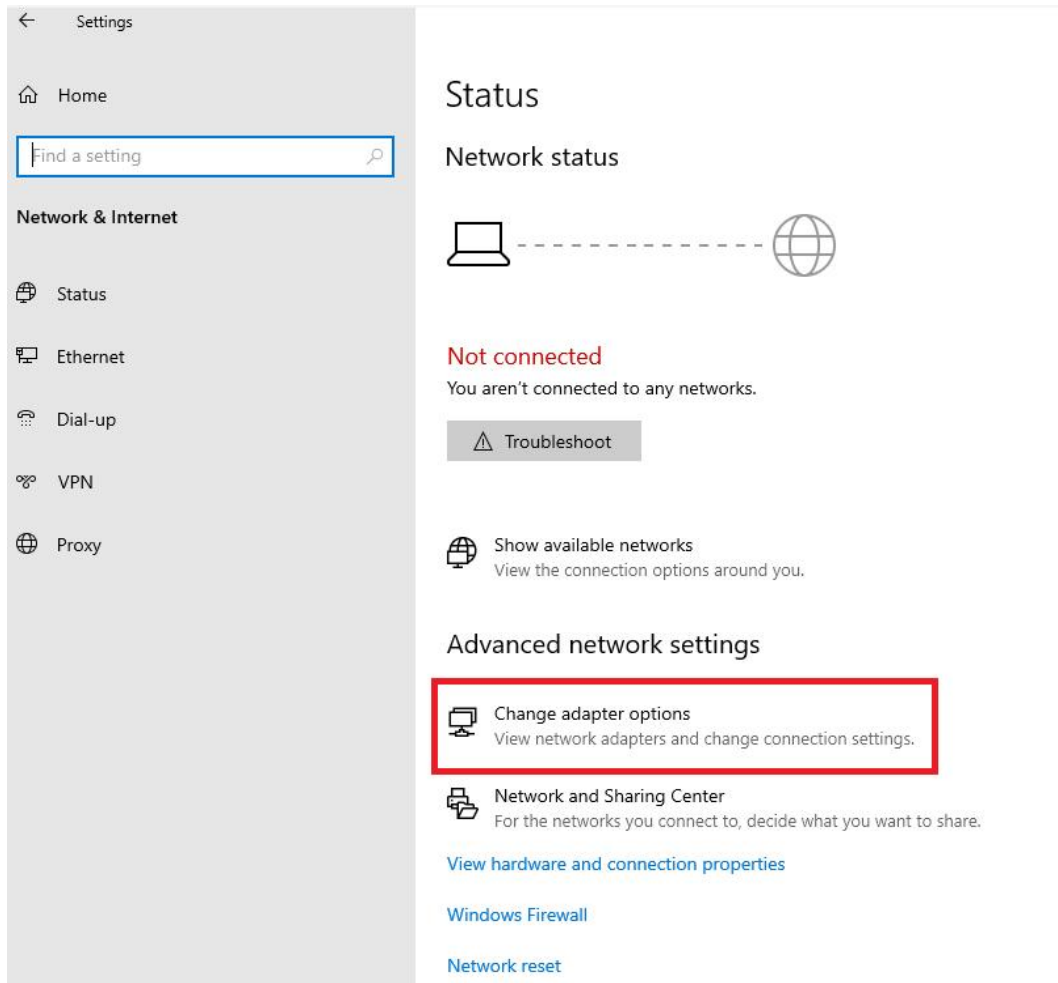 Settings
Home
Find a setting
Network & Internet
Status
Ethernet
Dial-up
VPN
Proxy
Status
Network status
Not connected
You aren't connected to any networks.
Troubleshoot
Show available networks
View the connection options around you.
Advanced network settings
Change adapter options
View network adapters and change connection settings.
Network and Sharing Center
For the networks you connect to, decide what you want to share.
View hardware and connection properties
Windows Firewall
Network reset